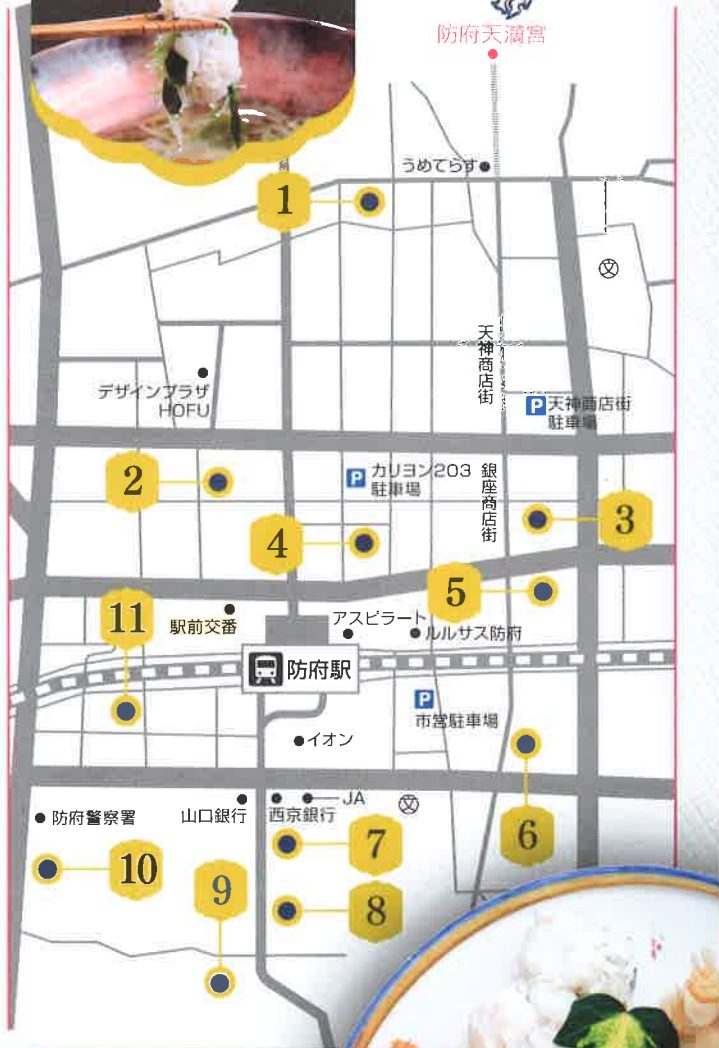 防府天満宮
うめてらす
1
文
天神商店街
デザインプラザ
HOFU
P 天神商店街
駐車場
2
P カリヨン203
駐車場
銀座商店街
3
4
5
11
駅前交番
アスピラート
ルルサス防府
防府駅
P
市営駐車場
イオン
6
防府警察署
山口銀行
西京銀行
JA
文
7
10
9
8